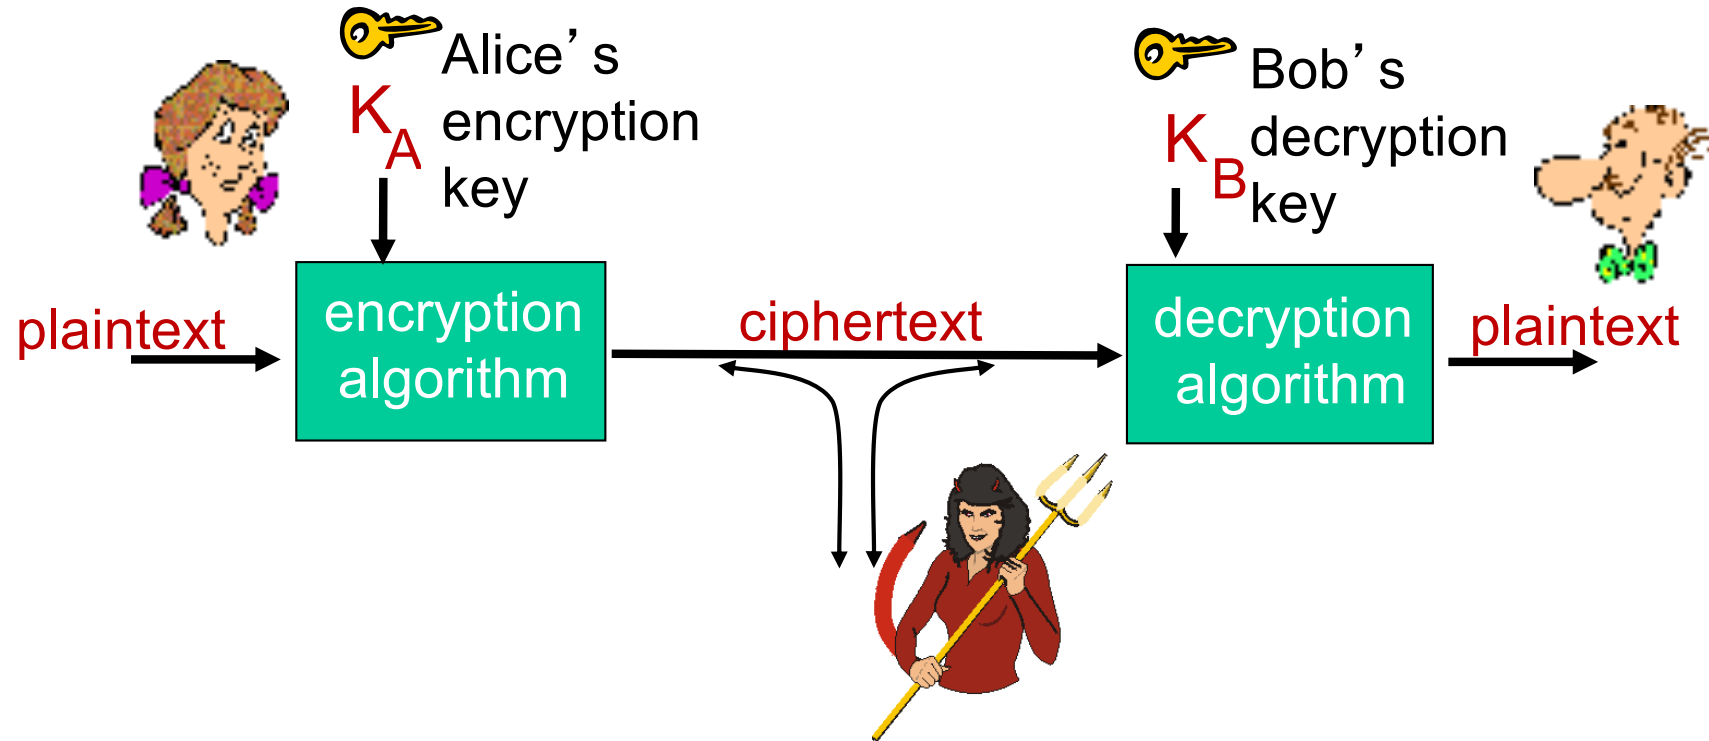 Alice’s
encryption
key
K
A
Bob’s
decryption
key
K
B
plaintext
encryption
algorithm
ciphertext
decryption
algorithm
plaintext